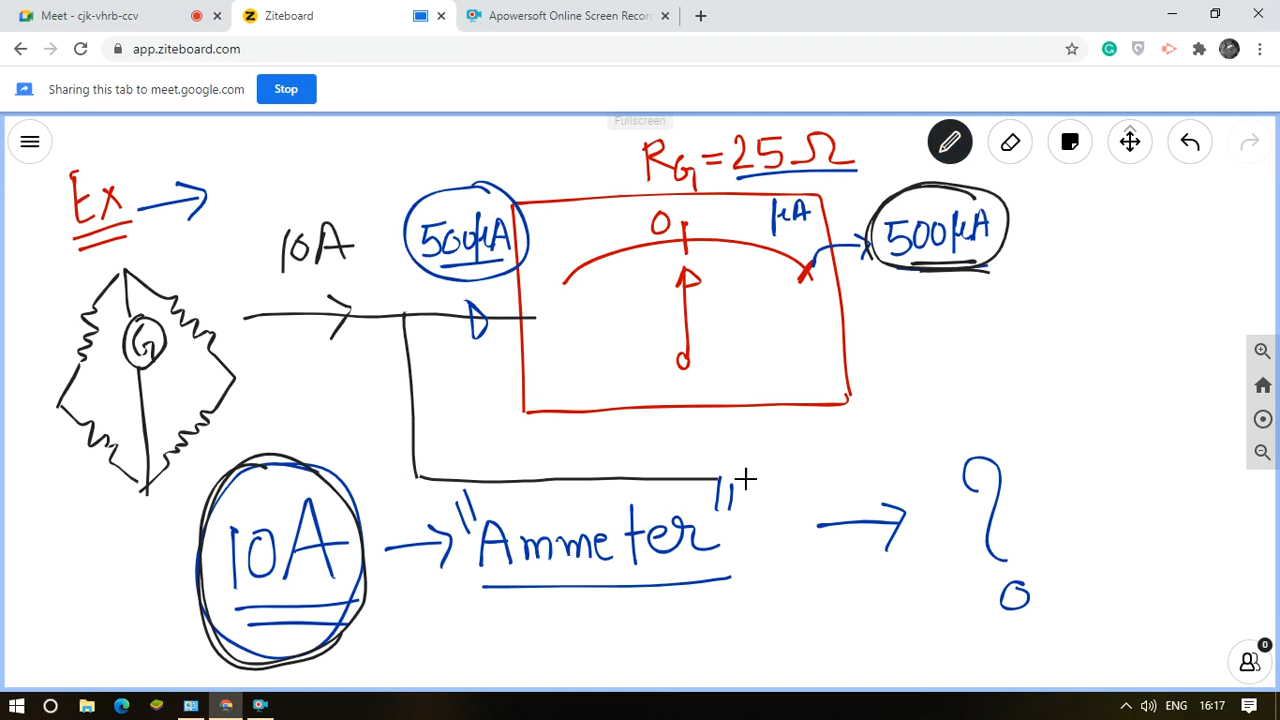 Meet - cjk-vhrb-ccv
Ziteboard
Apowersoft Online Screen Recor
app.ziteboard.com
Sharing this tab to meet.google.com
Stop
Fullscreen
RG = 25 Ω
Ex
10A
500μA
0
μA
500μA
G
10A
"Ammeter"
?
0
ENG
16:17